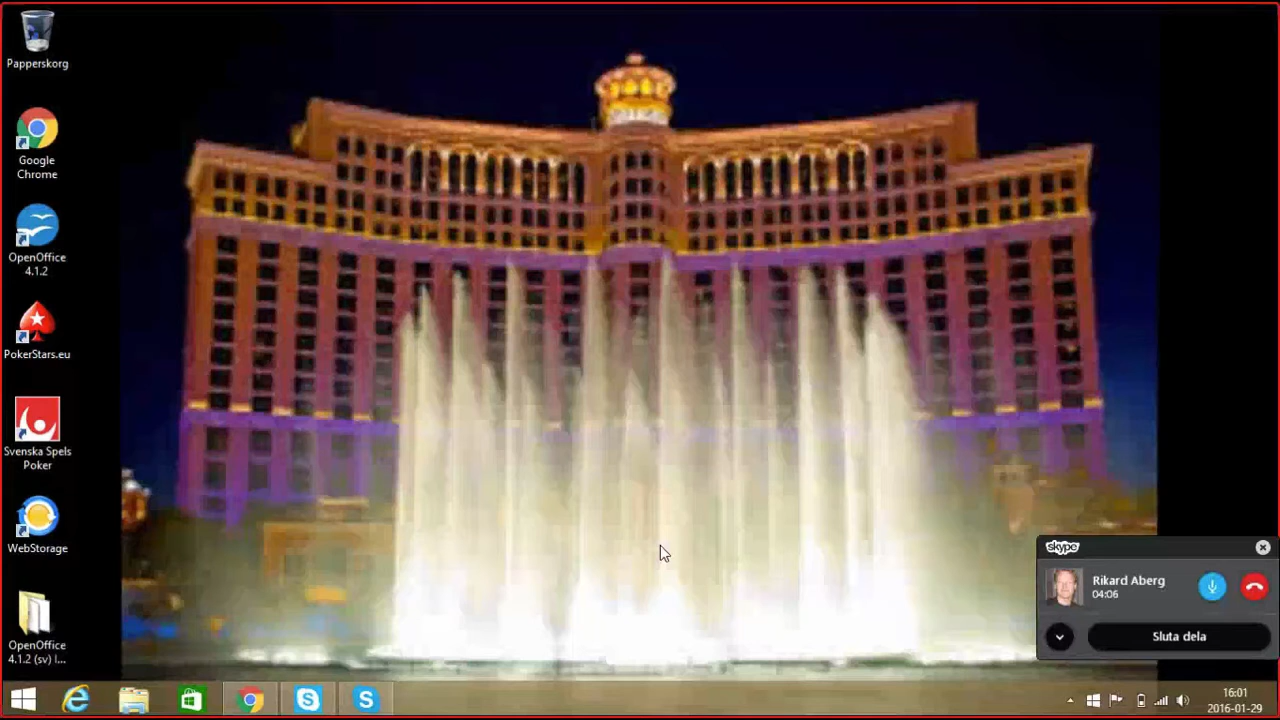 Papperskorg
Google
Chrome
OpenOffice
4.1.2
PokerStars.eu
Svenska Spels
Poker
WebStorage
OpenOffice
4.1.2 (sv) I...
skype
Rikard Aberg
04:06
Sluta dela
16:01
2016-01-29